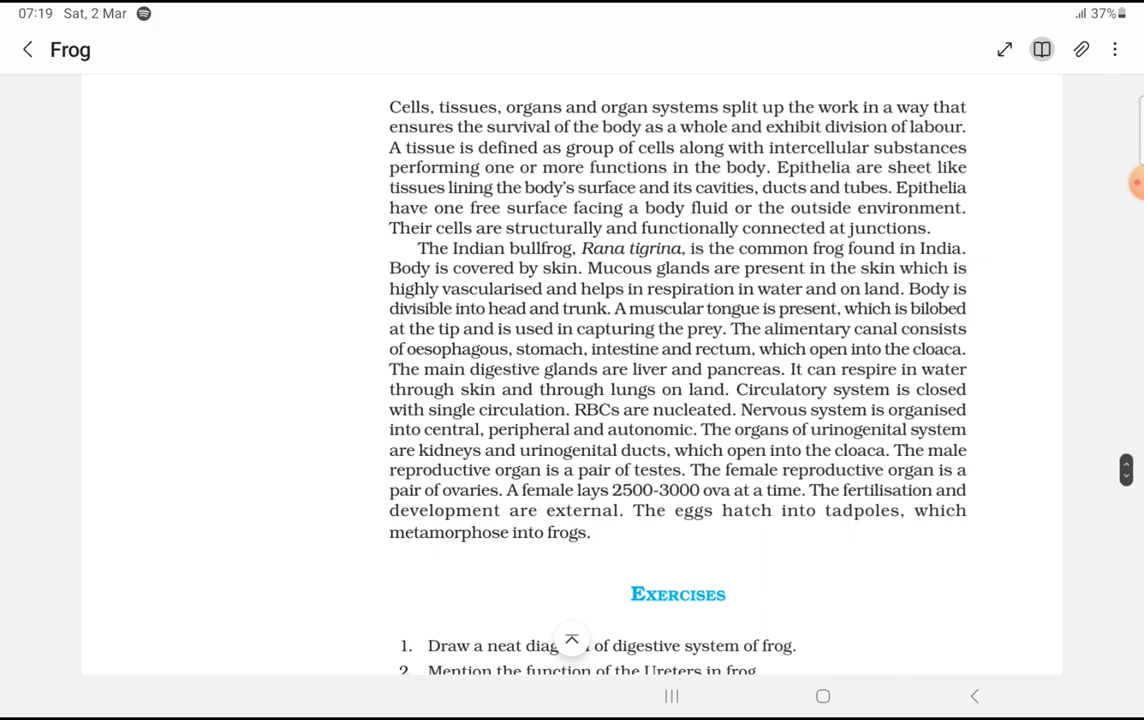 07:19 Sat, 2 Mar
37%
Frog
Cells, tissues, organs and organ systems split up the work in a way that
ensures the survival of the body as a whole and exhibit division of labour.
A tissue is defined as group of cells along with intercellular substances
performing one or more functions in the body. Epithelia are sheet like
tissues lining the body's surface and its cavities, ducts and tubes. Epithelia
have one free surface facing a body fluid or the outside environment.
Their cells are structurally and functionally connected at junctions.
The Indian bullfrog, Rana tigrina, is the common frog found in India.
Body is covered by skin. Mucous glands are present in the skin which is
highly vascularised and helps in respiration in water and on land. Body is
divisible into head and trunk. A muscular tongue is present, which is bilobed
at the tip and is used in capturing the prey. The alimentary canal consists
of oesophagous, stomach, intestine and rectum, which open into the cloaca.
The main digestive glands are liver and pancreas. It can respire in water
through skin and through lungs on land. Circulatory system is closed
with single circulation. RBCs are nucleated. Nervous system is organised
into central, peripheral and autonomic. The organs of urinogenital system
are kidneys and urinogenital ducts, which open into the cloaca. The male
reproductive organ is a pair of testes. The female reproductive organ is a
pair of ovaries. A female lays 2500-3000 ova at a time. The fertilisation and
development are external. The eggs hatch into tadpoles, which
metamorphose into frogs.
EXERCISES
1. Draw a neat diag of digestive system of frog.
2. Mention the function of the Ureters in frog